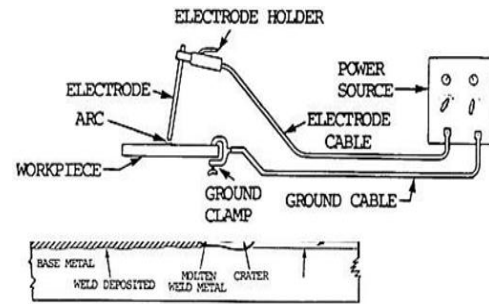 ELECTRODE HOLDER
POWER
SOURCE
ELECTRODE
ARC
ELECTRODE
CABLE
WORKPIECE
GROUND
CLAMP
GROUND CABLE
BASE METAL
WELD DEPOSITED
MOLTEN
WELD METAL
CRATER